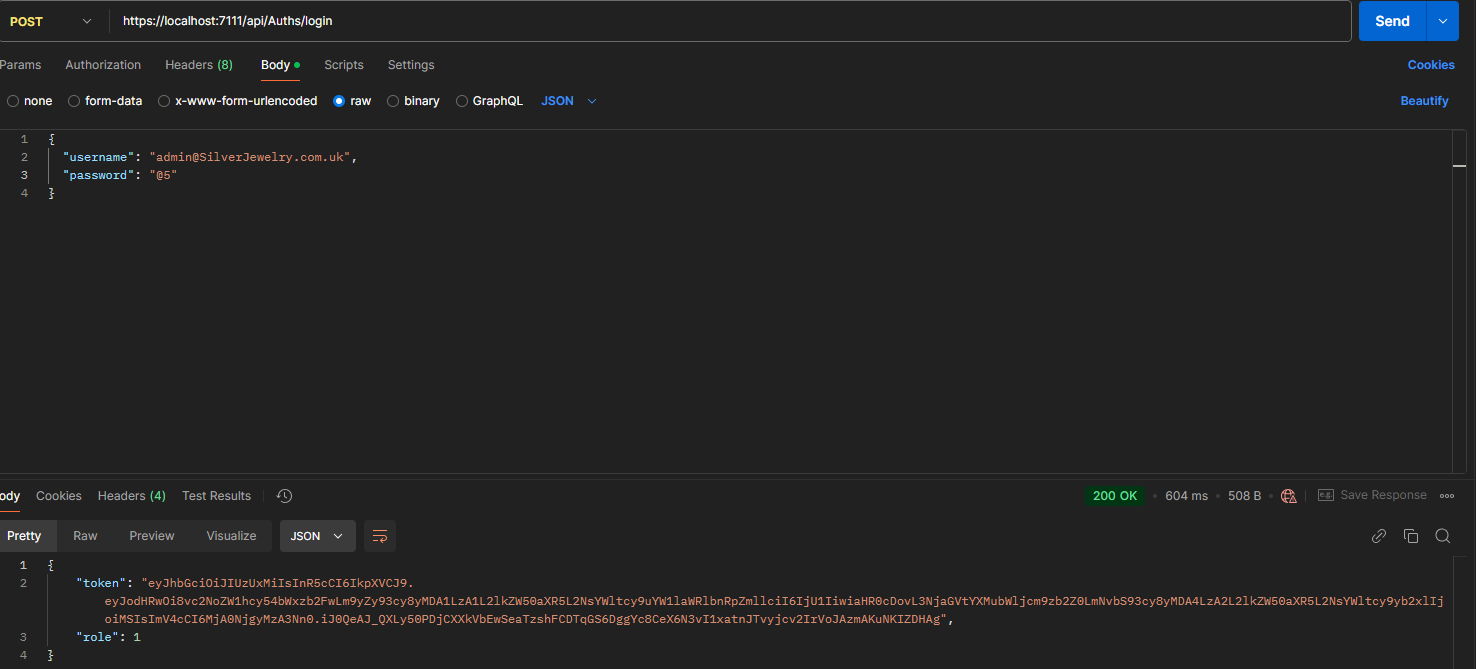 POST https://localhost:7111/api/Auths/login Send
Params Authorization Headers (8) Body Scripts Settings Cookies
none form-data x-www-form-urlencoded raw binary GraphQL JSON Beautify
1 {
2 "username": "admin@SilverJewelry.com.uk",
3 "password": "@5"
4 }
ody Cookies Headers (4) Test Results 200 OK 604 ms 508 B e.g. Save Response
Pretty Raw Preview Visualize JSON
1 {
2 "token": "eyJhbGciOiJIUzUxMiIsInR5cCI6IkpXVCJ9.
eyJodHRwOi8vc2NoZW1hcy54bWxzb2FwLm9yZy93cy8yMDA1LzA1L2lkZW50aXR5L2NsYWltcy9uYW1laWRlbnRpZmllciI6IjU1IiwiaHR0cDovL3NjaGVtYXMubWljcm9zb2Z0LmNvbS93cy8yMDA4LzA2L2lkZW50aXR5L2NsYWltcy9yb2xlIj
oiMSIsImV4cCI6MjA0NjgyMzA3Nn0.iJ0QeAJ_QXLy50PDjCXXkVbEwSeaTzshFCDTqGS6DggYc8CeX6N3vI1xatnJTvyjcv2IrVoJAzmAKuNKIZDHAg",
3 "role": 1
4 }